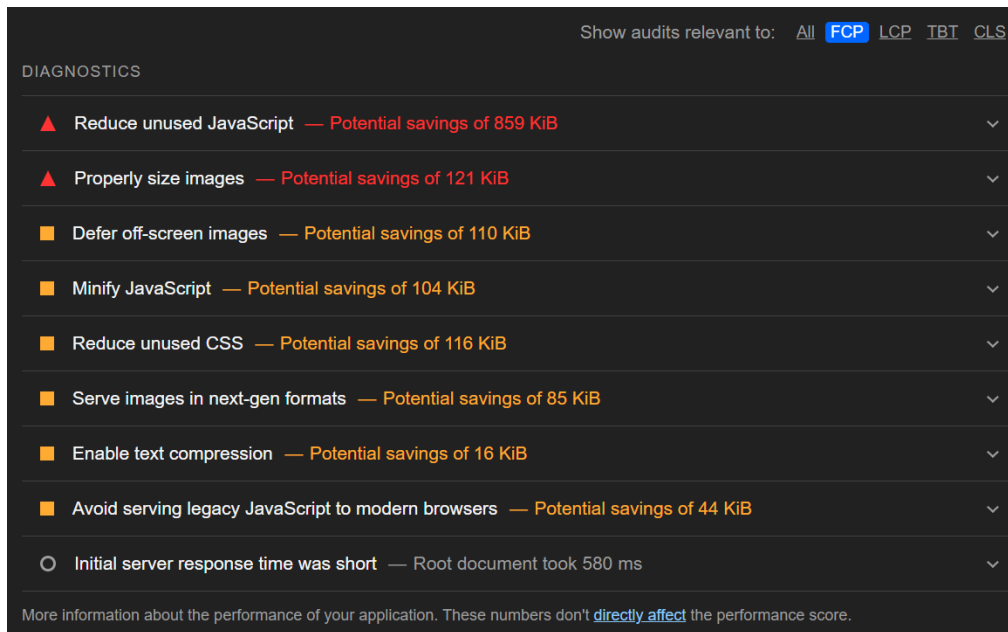 Show audits relevant to: All FCP LCP TBT CLS
DIAGNOSTICS
Reduce unused JavaScript — Potential savings of 859 KiB
Properly size images — Potential savings of 121 KiB
Defer off-screen images — Potential savings of 110 KiB
Minify JavaScript — Potential savings of 104 KiB
Reduce unused CSS — Potential savings of 116 KiB
Serve images in next-gen formats — Potential savings of 85 KiB
Enable text compression — Potential savings of 16 KiB
Avoid serving legacy JavaScript to modern browsers — Potential savings of 44 KiB
Initial server response time was short — Root document took 580 ms
More information about the performance of your application. These numbers don't directly affect the performance score.